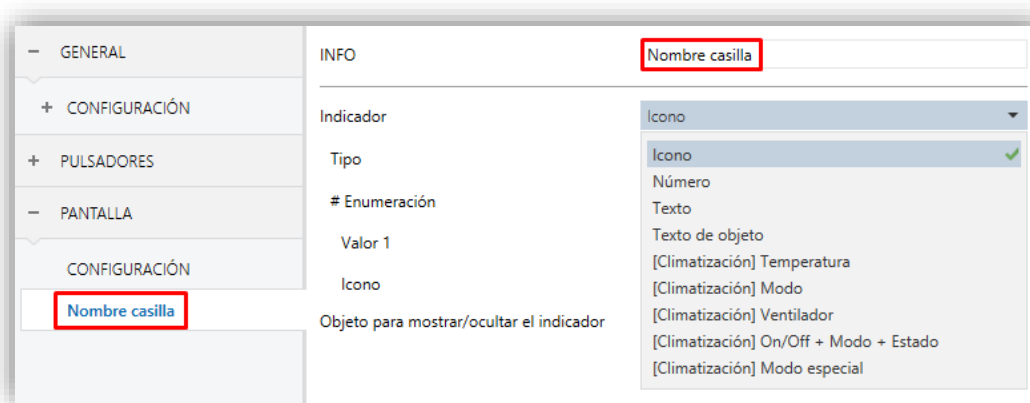 − GENERAL
+ CONFIGURACIÓN
+ PULSADORES
− PANTALLA
CONFIGURACIÓN
Nombre casilla
INFO
Nombre casilla
Indicador
Icono
Tipo
# Enumeración
Valor 1
Icono
Objeto para mostrar/ocultar el indicador
Icono
Número
Texto
Texto de objeto
[Climatización] Temperatura
[Climatización] Modo
[Climatización] Ventilador
[Climatización] On/Off + Modo + Estado
[Climatización] Modo especial